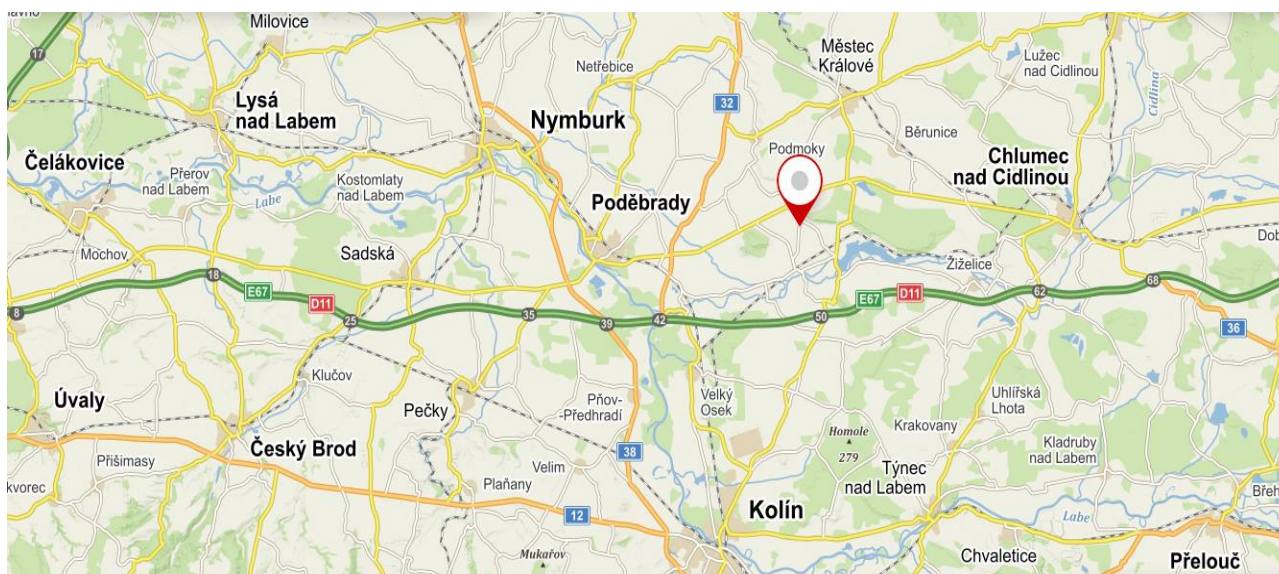 17
Milovice
Netřebice
32
Městec
Králové
Lužec
nad Cidlinou
Cidlina
Lysá
nad Labem
Nymburk
Běrunice
Čelákovice
Přerov
nad Labem
Labe
Kostomlaty
nad Labem
Podmoky
Chlumec
nad Cidlinou
Poděbrady
Mochov
Sadská
Žiželice
18
E67
D11
8
25
35
39
42
50
E67
D11
62
68
36
Klučov
Úvaly
Pečky
Pňov-
-Předhradí
Velký
Osek
Uhlířská
Lhota
Krakovany
Homole
279
Přišimasy
Český Brod
38
Velim
Týnec
nad Labem
Kladruby
nad Labem
Plaňany
12
Kolín
Labe
Mukařov
Chvaletice
Přelouč